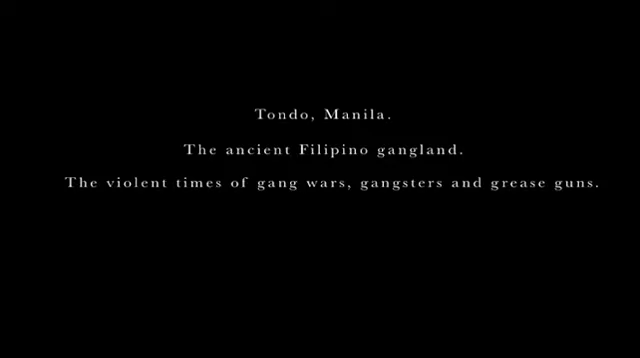 Tondo, Manila.
The ancient Filipino gangland.
The violent times of gang wars, gangsters and grease guns.